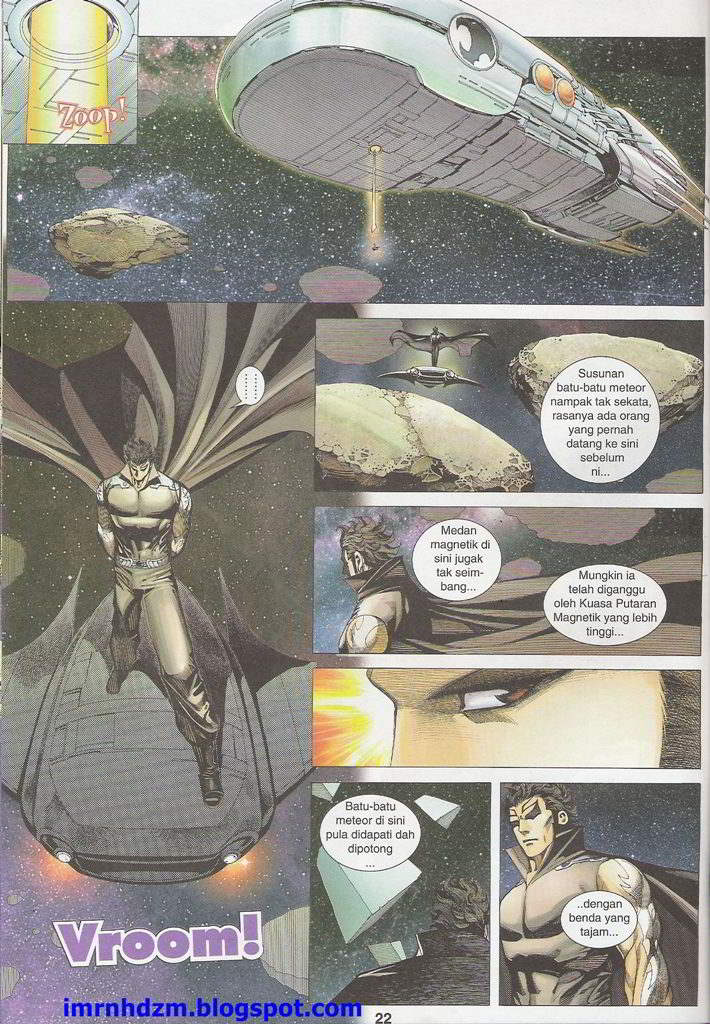 Zoop!
........
Susunan
batu-batu meteor
nampak tak sekata,
rasanya ada orang
yang pernah
datang ke sini
sebelum
ni...
Medan
magnetik di
sini jugak
tak seim-
bang...
Mungkin ia
telah diganggu
oleh Kuasa Putaran
Magnetik yang lebih
tinggi...
Vroom!
Batu-batu
meteor di sini
pula didapati dah
dipotong
...
..dengan
benda yang
tajam...
imrnhdzm.blogspot.com
22